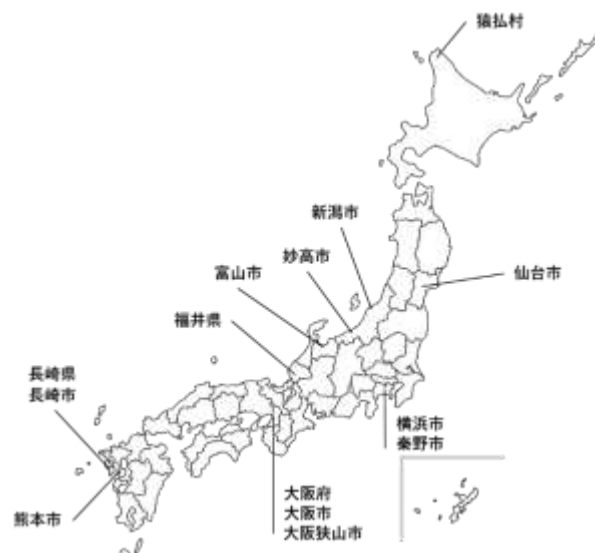 猿払村
新潟市
妙高市
富山市
仙台市
福井県
長崎県
長崎市
横浜市
秦野市
大阪府
大阪市
大阪狭山市
熊本市